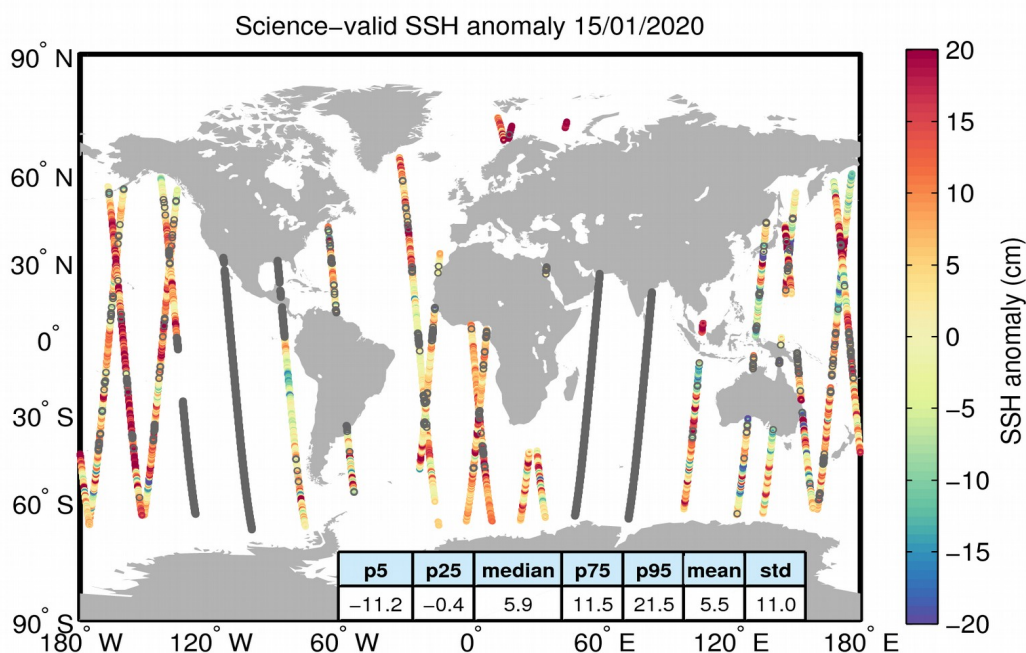 Science−valid SSH anomaly 15/01/2020
90° N
60° N
30° N
0°
30° S
60° S
90° S
180° W
120° W
60° W
0°
60° E
120° E
180° E
p5 p25 median p75 p95 mean std
−11.2 −0.4 5.9 11.5 21.5 5.5 11.0
20
15
10
5
0
−5
−10
−15
−20
SSH anomaly (cm)